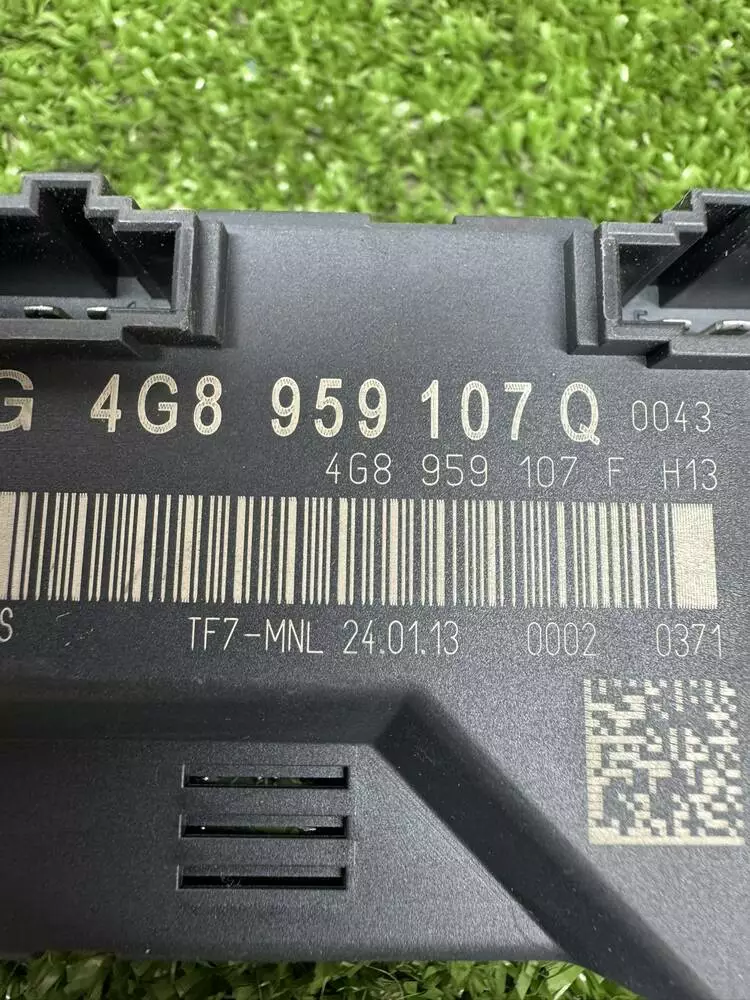 G 4G8 959 107 Q 0043
4G8 959 107 F H13
S TF7-MNL 24.01.13 0002 0371